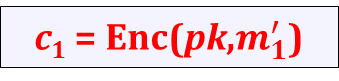 c₁ = Enc(pk,m′₁)